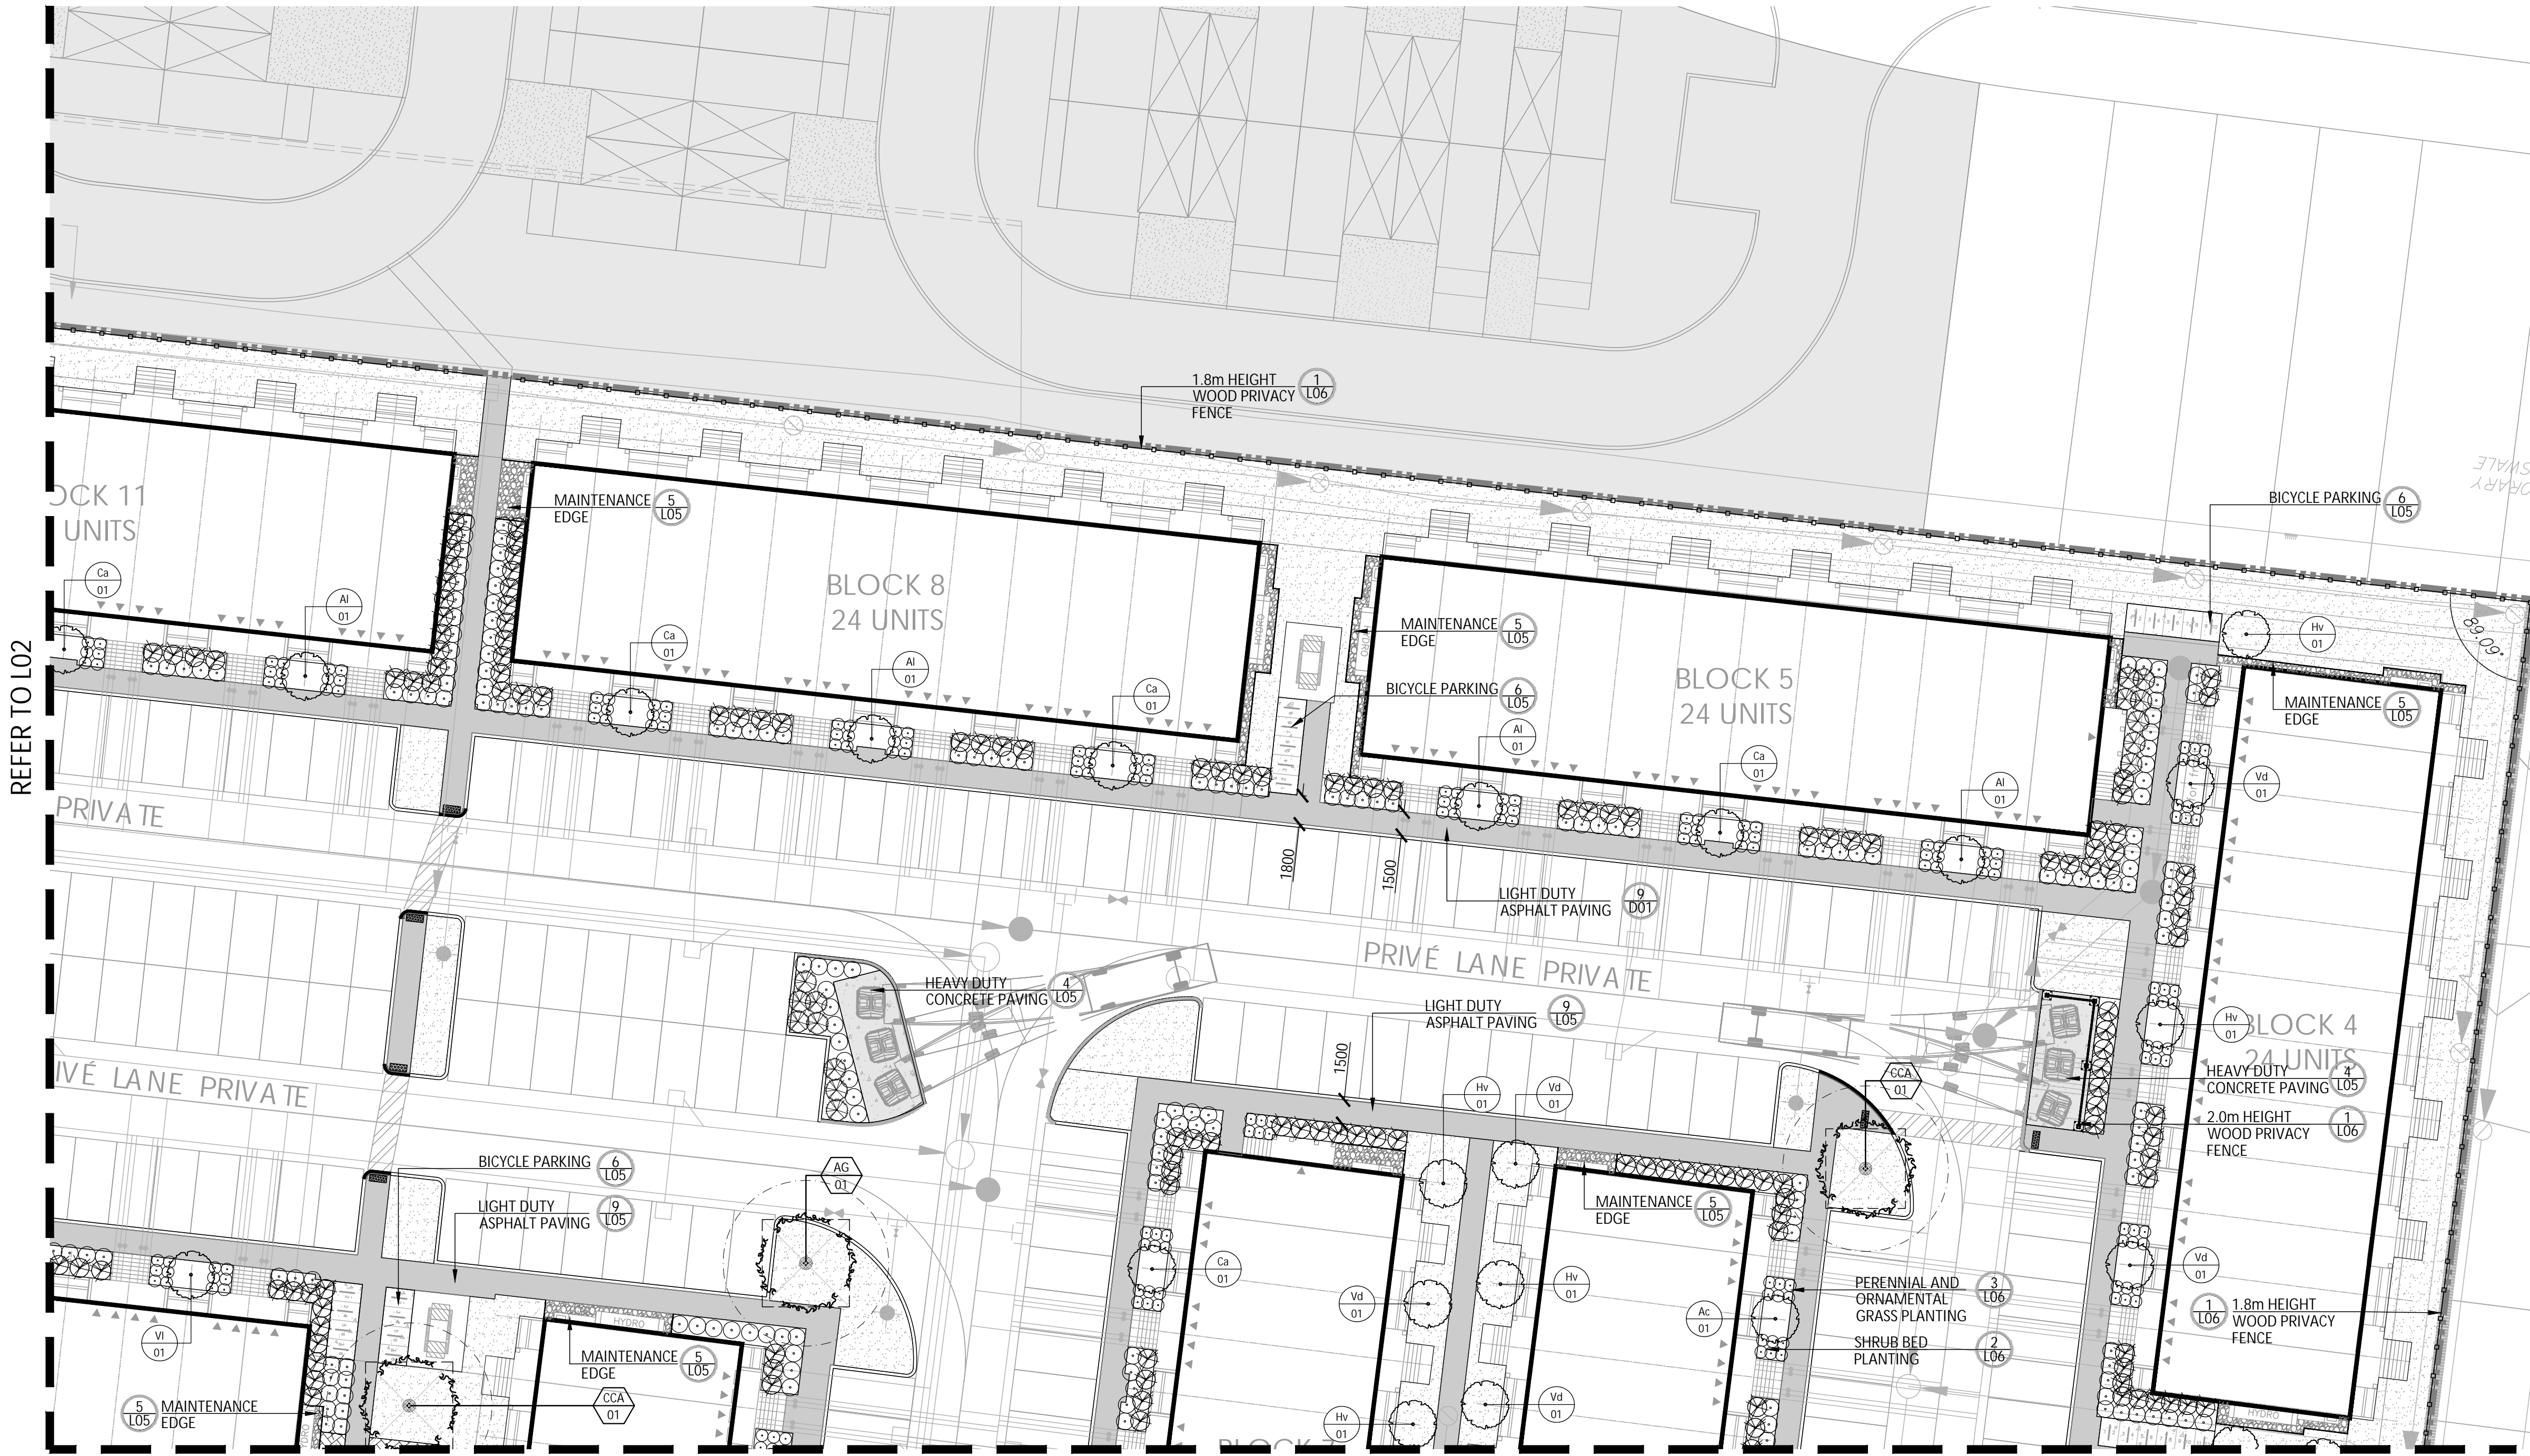 REFER TO L02
1.8m HEIGHT
WOOD PRIVACY
FENCE
1
L06
BICYCLE PARKING
6
L05
MAINTENANCE
EDGE
5
L05
OCK 11
UNITS
BLOCK 8
24 UNITS
BLOCK 5
24 UNITS
MAINTENANCE
EDGE
5
L05
BICYCLE PARKING
6
L05
HYDRO
Ca
01
Al
01
Ca
01
Al
01
Ca
01
Al
01
Ca
01
Al
01
Hv
01
89.09°
MAINTENANCE
EDGE
5
L05
Vd
01
PRIVATE
1800
1500
LIGHT DUTY
ASPHALT PAVING
9
D01
PRIVÉ LANE PRIVATE
HEAVY DUTY
CONCRETE PAVING
4
L05
LIGHT DUTY
ASPHALT PAVING
9
L05
1500
Hv
01
BLOCK 4
24 UNITS
HEAVY DUTY
CONCRETE PAVING
4
L05
2.0m HEIGHT
WOOD PRIVACY
FENCE
1
L06
IVÉ LANE PRIVATE
Hv
01
Vd
01
CCA
01
BICYCLE PARKING
6
L05
AG
01
LIGHT DUTY
ASPHALT PAVING
9
L05
MAINTENANCE
EDGE
5
L05
Ca
01
Vd
01
Hv
01
Ac
01
PERENNIAL AND
ORNAMENTAL
GRASS PLANTING
3
L06
SHRUB BED
PLANTING
2
L06
Vd
01
1
L06
1.8m HEIGHT
WOOD PRIVACY
FENCE
VI
01
HYDRO
MAINTENANCE
EDGE
5
L05
CCA
01
5
L05
MAINTENANCE
EDGE
Hv
01
Vd
01
HYDRO